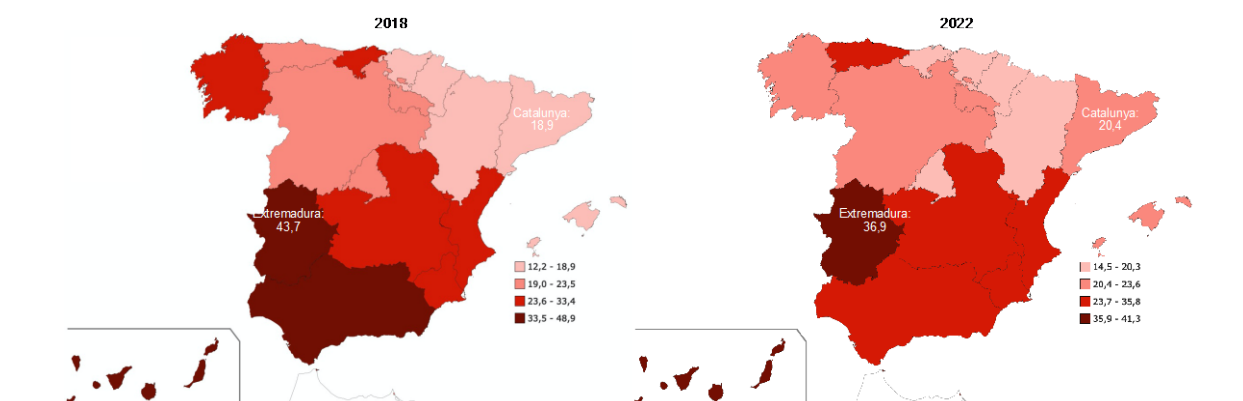 2018
Catalunya:
18,9
Extremadura:
43,7
12,2 - 18,9
19,0 - 23,5
23,6 - 33,4
33,5 - 48,9
2022
Catalunya:
20,4
Extremadura:
36,9
14,5 - 20,3
20,4 - 23,6
23,7 - 35,8
35,9 - 41,3